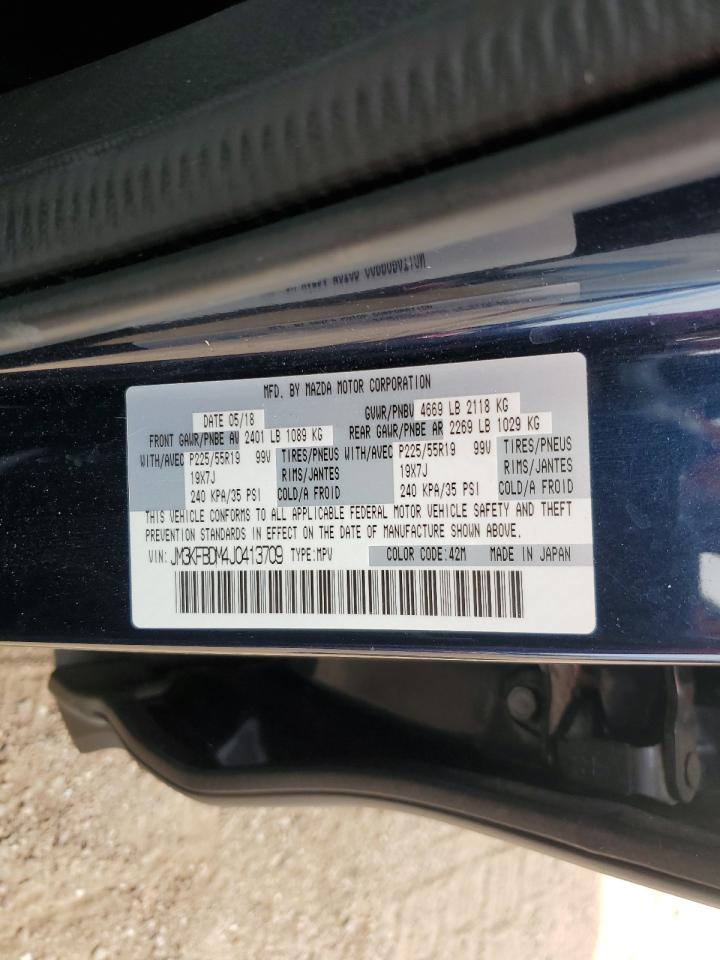 MFD. BY MAZDA MOTOR CORPORATION
DATE 05/18 GVWR/PNBV 4669 LB 2118 KG
FRONT GAWR/PNBE AV 2401 LB 1089 KG REAR GAWR/PNBE AR 2269 LB 1029 KG
WITH/AVEC P225/55R19 99V TIRES/PNEUS WITH/AVEC P225/55R19 99V TIRES/PNEUS
19X7J RIMS/JANTES 19X7J RIMS/JANTES
240 KPA/35 PSI COLD/A FROID 240 KPA/35 PSI COLD/A FROID
THIS VEHICLE CONFORMS TO ALL APPLICABLE FEDERAL MOTOR VEHICLE SAFETY AND THEFT
PREVENTION STANDARDS IN EFFECT ON THE DATE OF MANUFACTURE SHOWN ABOVE.
VIN: JM3KFBDM4J0413709 TYPE:MPV COLOR CODE:42M MADE IN JAPAN